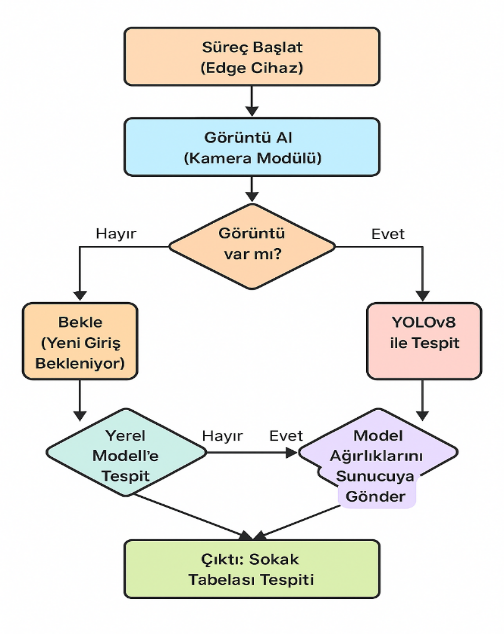 Süreç Başlat
(Edge Cihaz)
Görüntü Al
(Kamera Modülü)
Görüntü
var mı?
Hayır
Evet
Bekle
(Yeni Giriş
Bekleniyor)
YOLOv8
ile Tespit
Yerel
Modell'e
Tespit
Hayır
Evet
Model
Ağırlıklarını
Sunucuya
Gönder
Çıktı: Sokak
Tabelası Tespiti